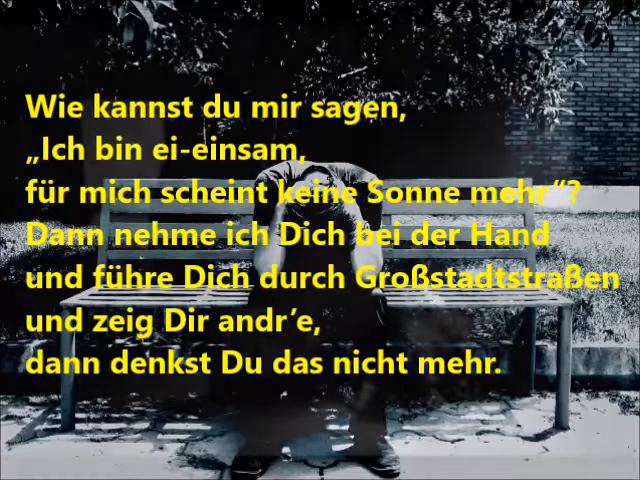 Wie kannst du mir sagen,
„Ich bin ei-einsam,
für mich scheint keine Sonne mehr“?
Dann nehme ich Dich bei der Hand
und führe Dich durch Großstadtstraßen
und zeig Dir andr’e,
dann denkst Du das nicht mehr.